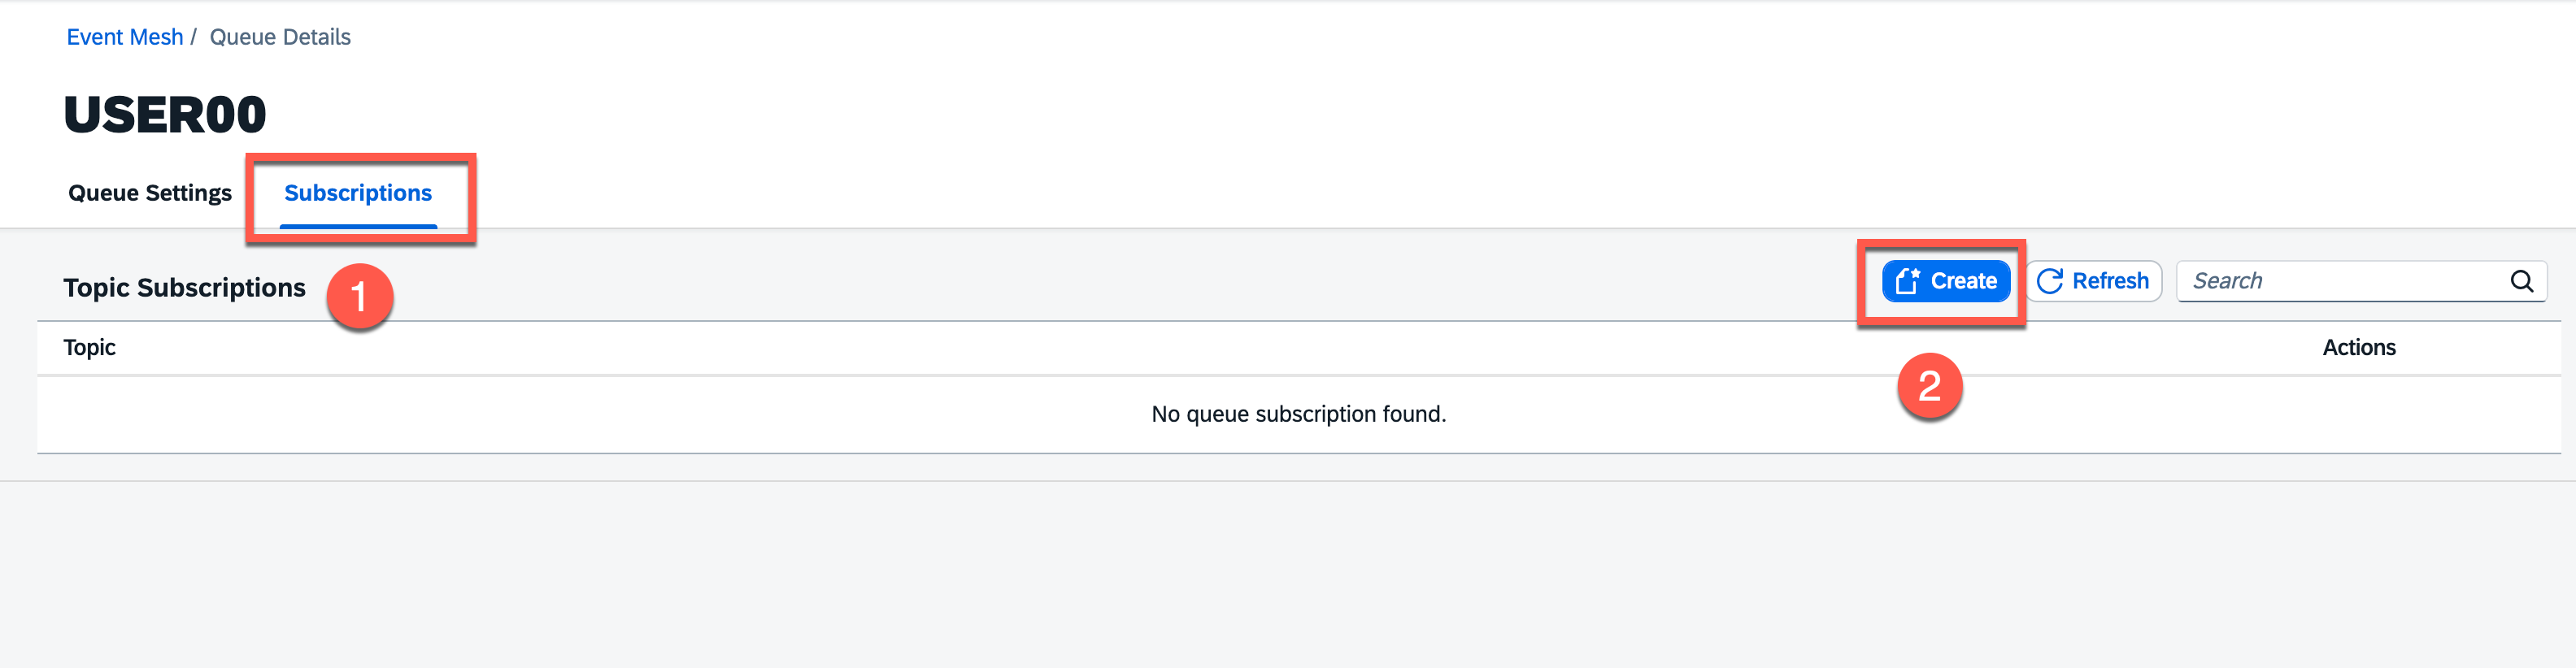 Event Mesh / Queue Details
USER00
Queue Settings Subscriptions
Topic Subscriptions 1 Create Refresh Search
Topic Actions
2
No queue subscription found.